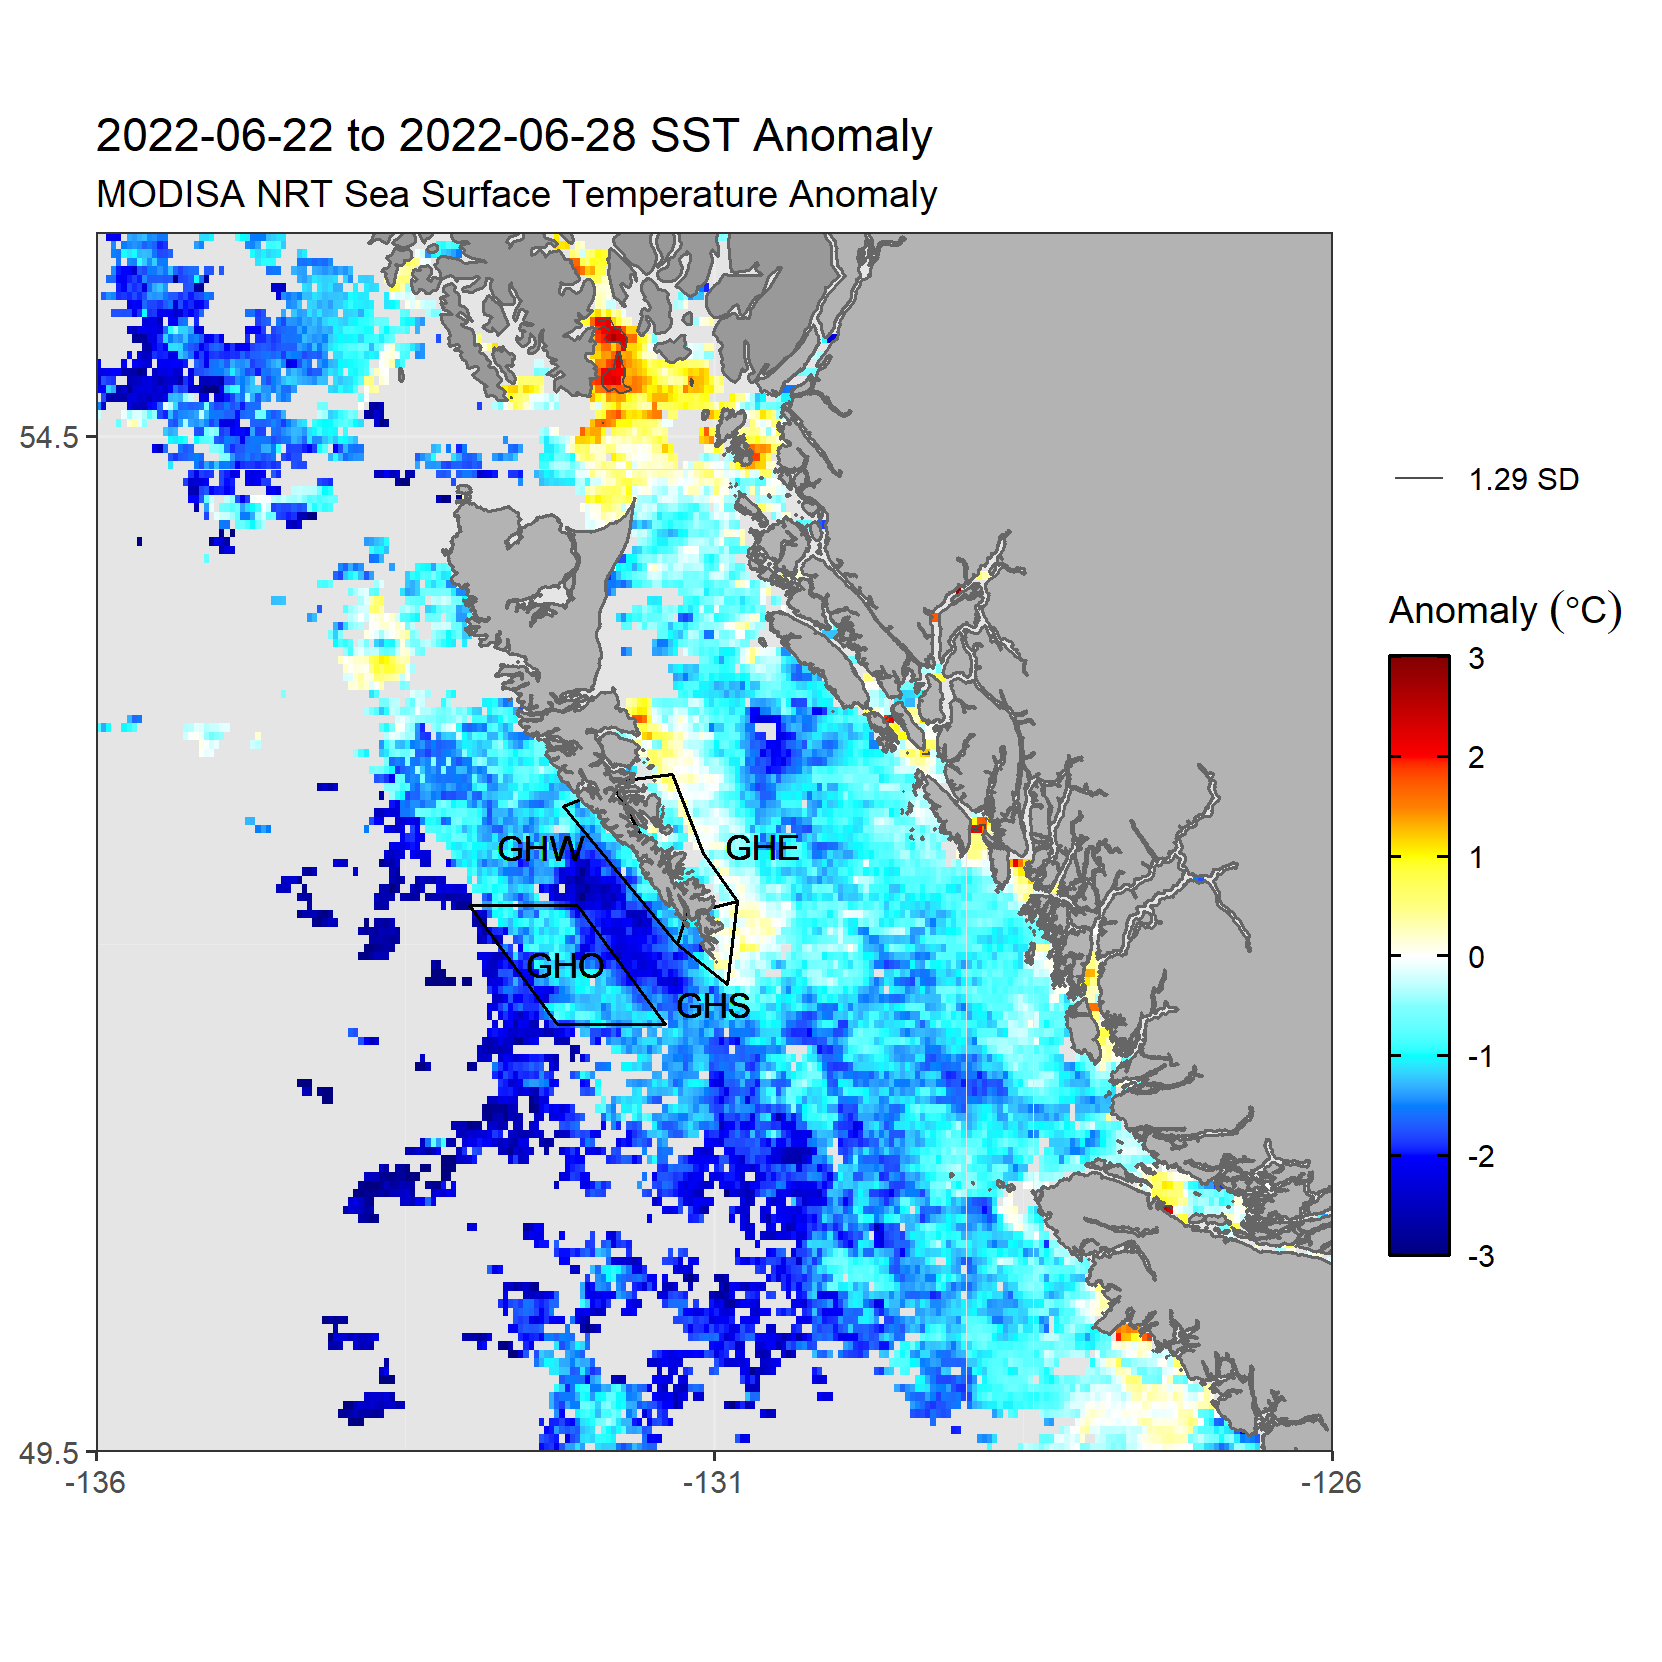 2022-06-22 to 2022-06-28 SST Anomaly
MODISA NRT Sea Surface Temperature Anomaly
54.5
49.5
-136
-131
-126
GHW
GHE
GHO
GHS
1.29 SD
Anomaly (°C)
3
2
1
0
-1
-2
-3